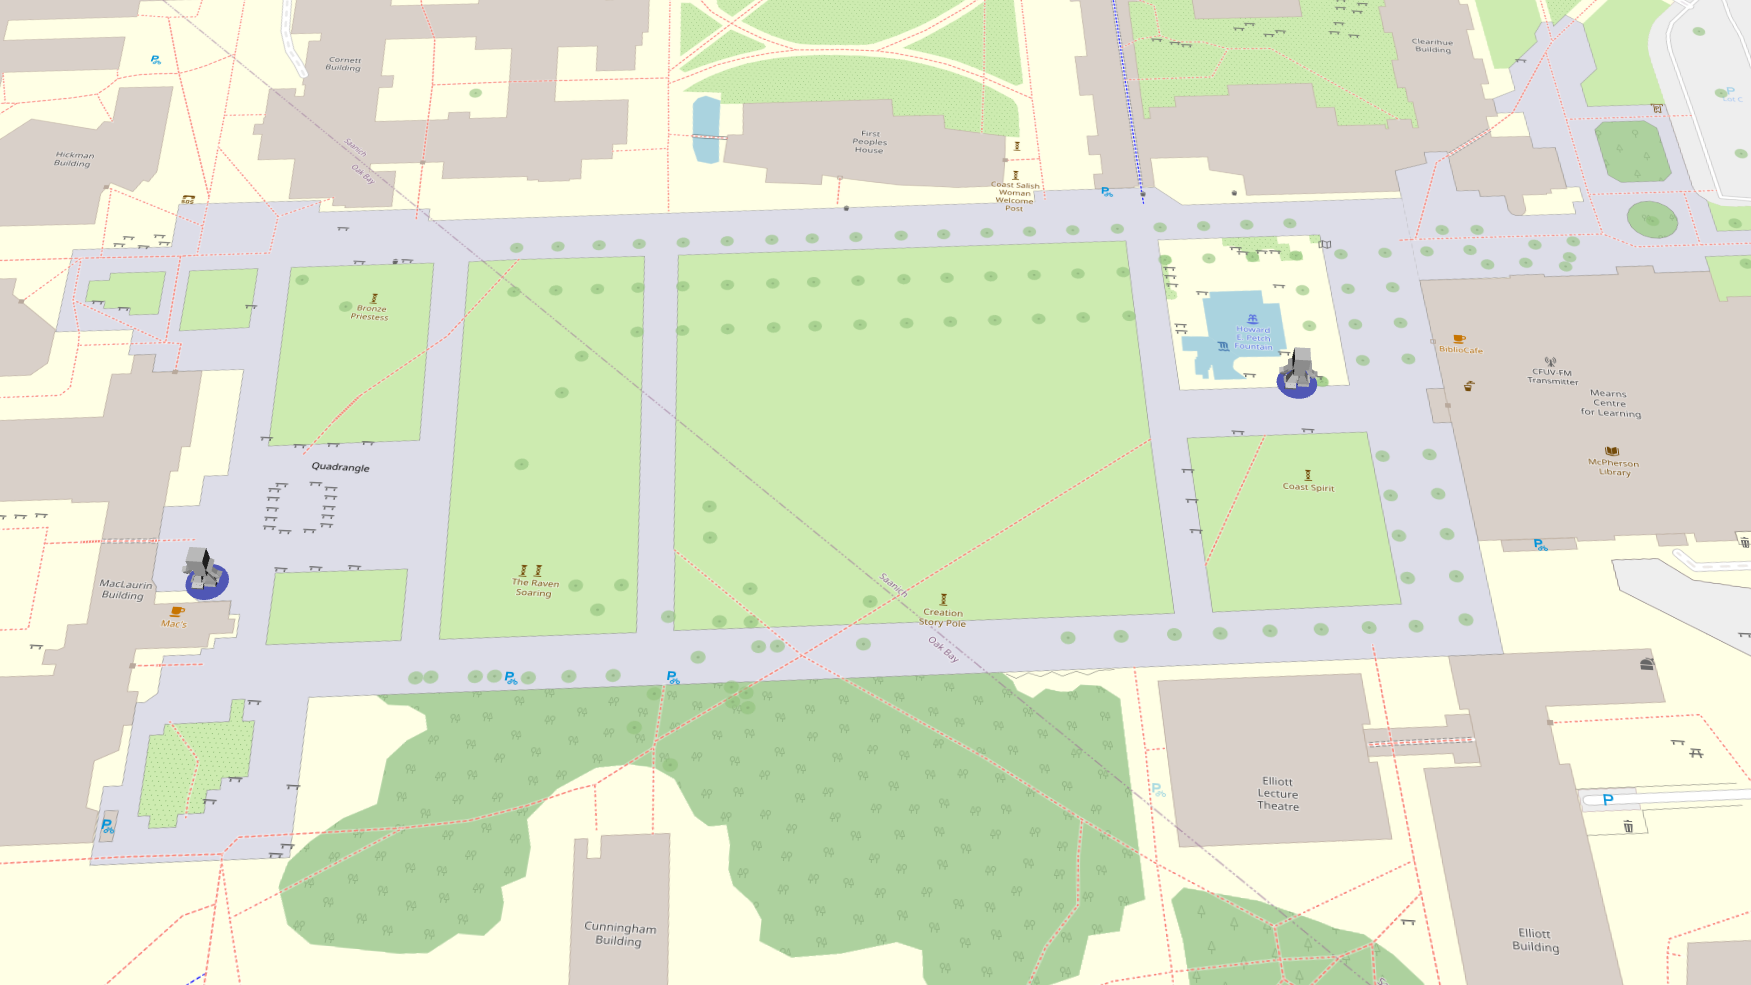 Cornett
Building
Clearihue
Building
Hickman
Building
Saanich
Oak Bay
First
Peoples
House
Coast Salish
Woman
Welcome
Post
P
P
P
SOS
Bronze
Priestess
Howard
E. Petch
Fountain
BiblioCafe
CFUV-FM
Transmitter
Mearns
Centre
for Learning
McPherson
Library
Quadrangle
Coast Spirit
P
MacLaurin
Building
Mac's
The Raven
Soaring
Saanich
Creation
Story Pole
Oak Bay
P
P
Elliott
Lecture
Theatre
P
P
P
Cunningham
Building
Elliott
Building